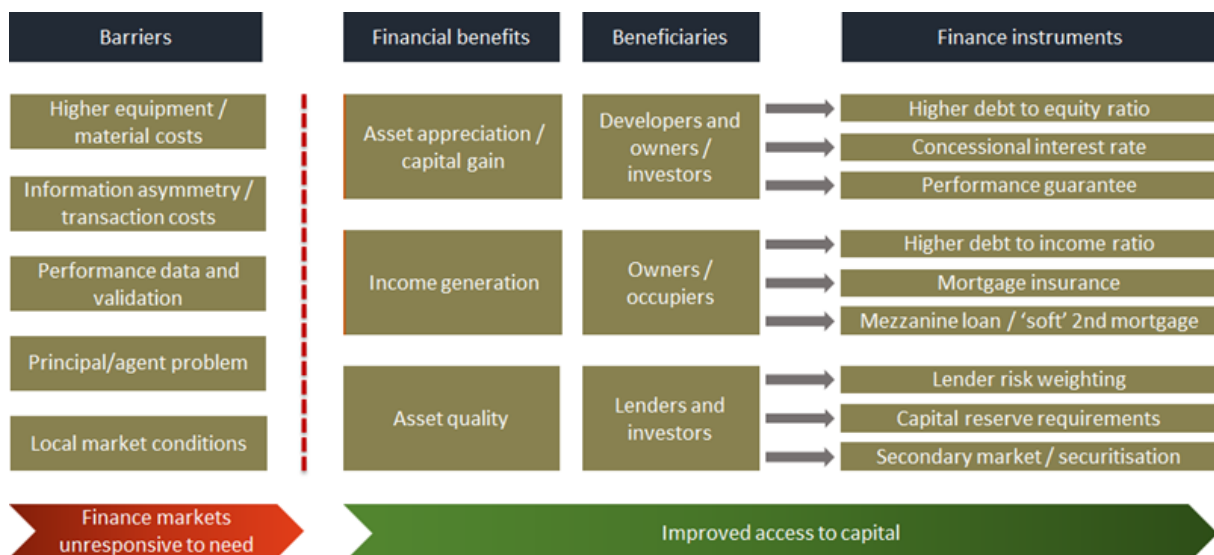 Barriers
Financial benefits
Beneficiaries
Finance instruments
Higher equipment /
material costs
Information asymmetry /
transaction costs
Performance data and
validation
Principal/agent problem
Local market conditions
Asset appreciation /
capital gain
Developers and
owners /
investors
Higher debt to equity ratio
Concessional interest rate
Performance guarantee
Income generation
Owners /
occupiers
Higher debt to income ratio
Mortgage insurance
Mezzanine loan / ‘soft’ 2nd mortgage
Asset quality
Lenders and
investors
Lender risk weighting
Capital reserve requirements
Secondary market / securitisation
Finance markets
unresponsive to need
Improved access to capital